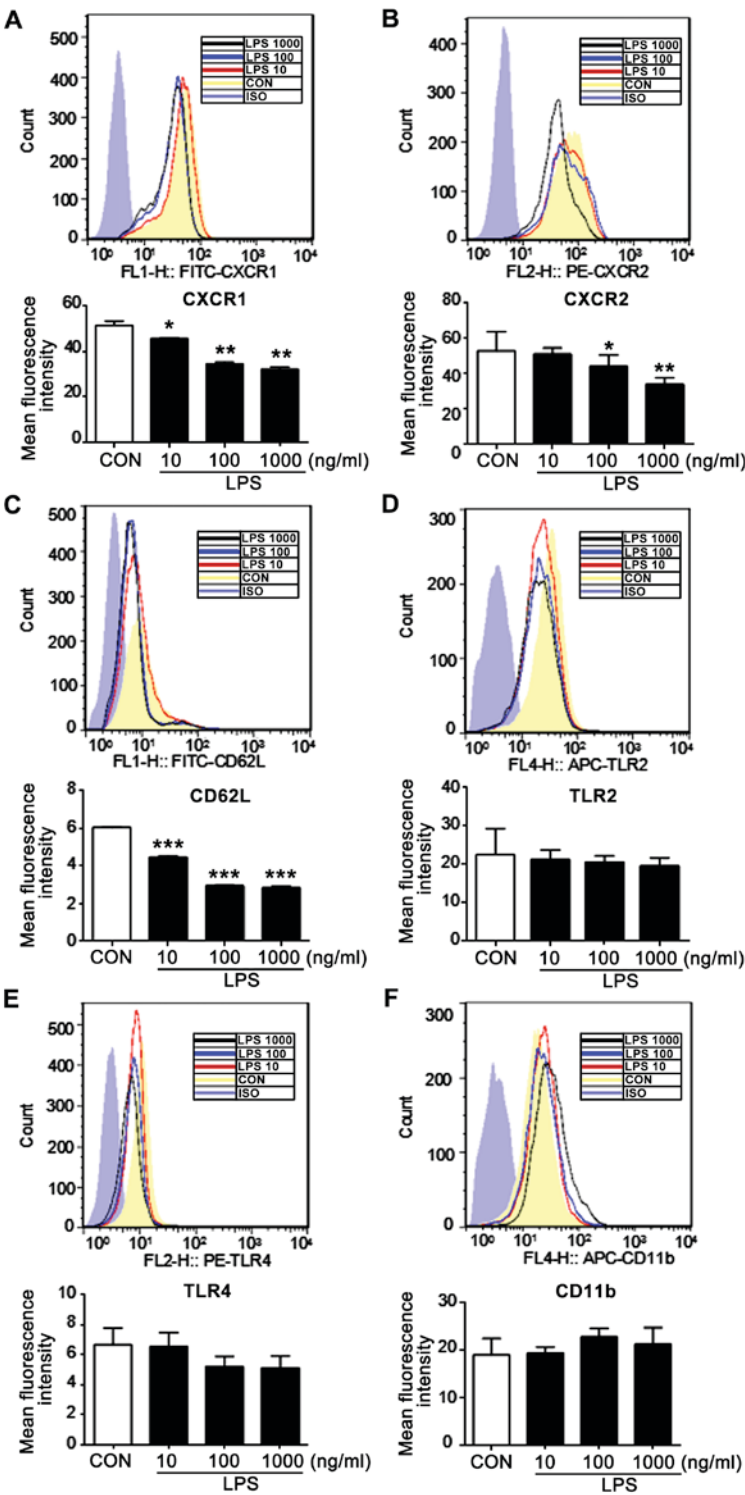 A
500
400
300
200
100
0
Count
LPS 1000
LPS 100
LPS 10
CON
ISO
10⁰ 10¹ 10² 10³ 10⁴
FL1-H:: FITC-CXCR1
CXCR1
60
40
20
0
Mean fluorescence
intensity
* ** **
CON 10 100 1000 (ng/ml)
LPS
B
400
300
200
100
0
Count
LPS 1000
LPS 100
LPS 10
CON
ISO
10⁰ 10¹ 10² 10³ 10⁴
FL2-H:: PE-CXCR2
CXCR2
80
60
40
20
0
Mean fluorescence
intensity
* **
CON 10 100 1000 (ng/ml)
LPS
C
500
400
300
200
100
0
Count
LPS 1000
LPS 100
LPS 10
CON
ISO
10⁰ 10¹ 10² 10³ 10⁴
FL1-H:: FITC-CD62L
CD62L
8
6
4
2
0
Mean fluorescence
intensity
*** *** ***
CON 10 100 1000 (ng/ml)
LPS
D
300
200
100
0
Count
LPS 1000
LPS 100
LPS 10
CON
ISO
10⁰ 10¹ 10² 10³ 10⁴
FL4-H:: APC-TLR2
TLR2
40
30
20
10
0
Mean fluorescence
intensity
CON 10 100 1000 (ng/ml)
LPS
E
500
400
300
200
100
0
Count
LPS 1000
LPS 100
LPS 10
CON
ISO
10⁰ 10¹ 10² 10³ 10⁴
FL2-H:: PE-TLR4
TLR4
10
8
6
4
2
0
Mean fluorescence
intensity
CON 10 100 1000 (ng/ml)
LPS
F
300
200
100
0
Count
LPS 1000
LPS 100
LPS 10
CON
ISO
10⁰ 10¹ 10² 10³ 10⁴
FL4-H:: APC-CD11b
CD11b
30
20
10
0
Mean fluorescence
intensity
CON 10 100 1000 (ng/ml)
LPS